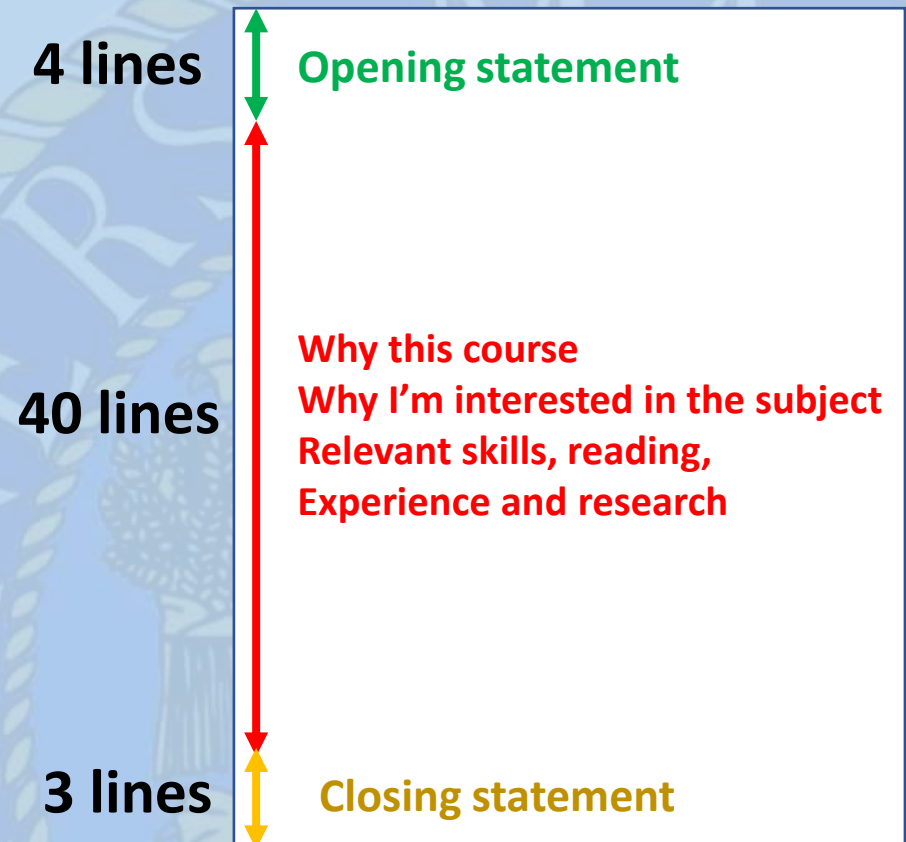 4 lines
Opening statement
40 lines
Why this course
Why I'm interested in the subject
Relevant skills, reading,
Experience and research
3 lines
Closing statement